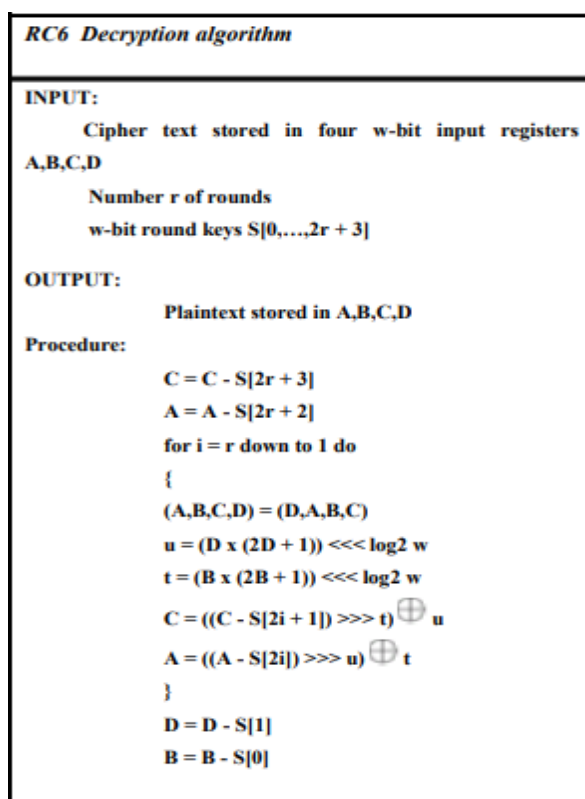 RC6 Decryption algorithm
INPUT:
Cipher text stored in four w-bit input registers
A,B,C,D
Number r of rounds
w-bit round keys S[0,…,2r + 3]
OUTPUT:
Plaintext stored in A,B,C,D
Procedure:
C = C - S[2r + 3]
A = A - S[2r + 2]
for i = r down to 1 do
{
(A,B,C,D) = (D,A,B,C)
u = (D x (2D + 1)) <<< log2 w
t = (B x (2B + 1)) <<< log2 w
C = ((C - S[2i + 1]) >>> t) ⊕ u
A = ((A - S[2i]) >>> u) ⊕ t
}
D = D - S[1]
B = B - S[0]